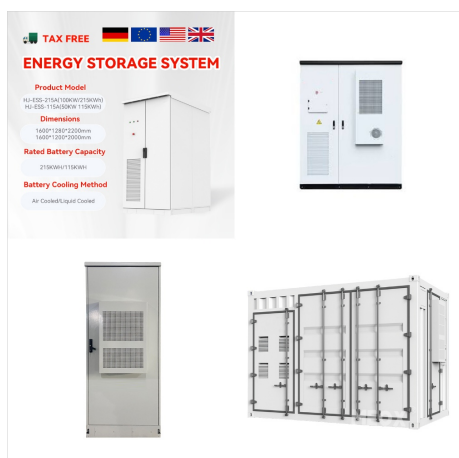 TAX FREE
ENERGY STORAGE SYSTEM
Product Model
HJ-ESS-215A(100KW/215KWh)
HJ-ESS-115A(50KW 115KWh)
Dimensions
1600*1280*2200mm
1600*1200*2000mm
Rated Battery Capacity
215KWH/115KWH
Battery Cooling Method
Air Cooled/Liquid Cooled